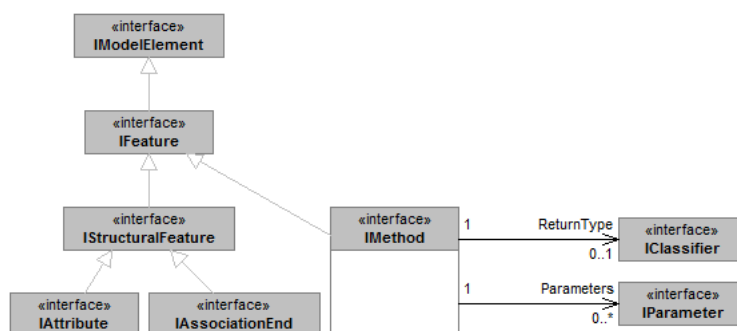 «interface»
IModelElement
«interface»
IFeature
«interface»
IStructuralFeature
«interface»
IMethod
1
ReturnType
0..1
«interface»
IClassifier
1
Parameters
0..*
«interface»
IParameter
«interface»
IAttribute
«interface»
IAssociationEnd